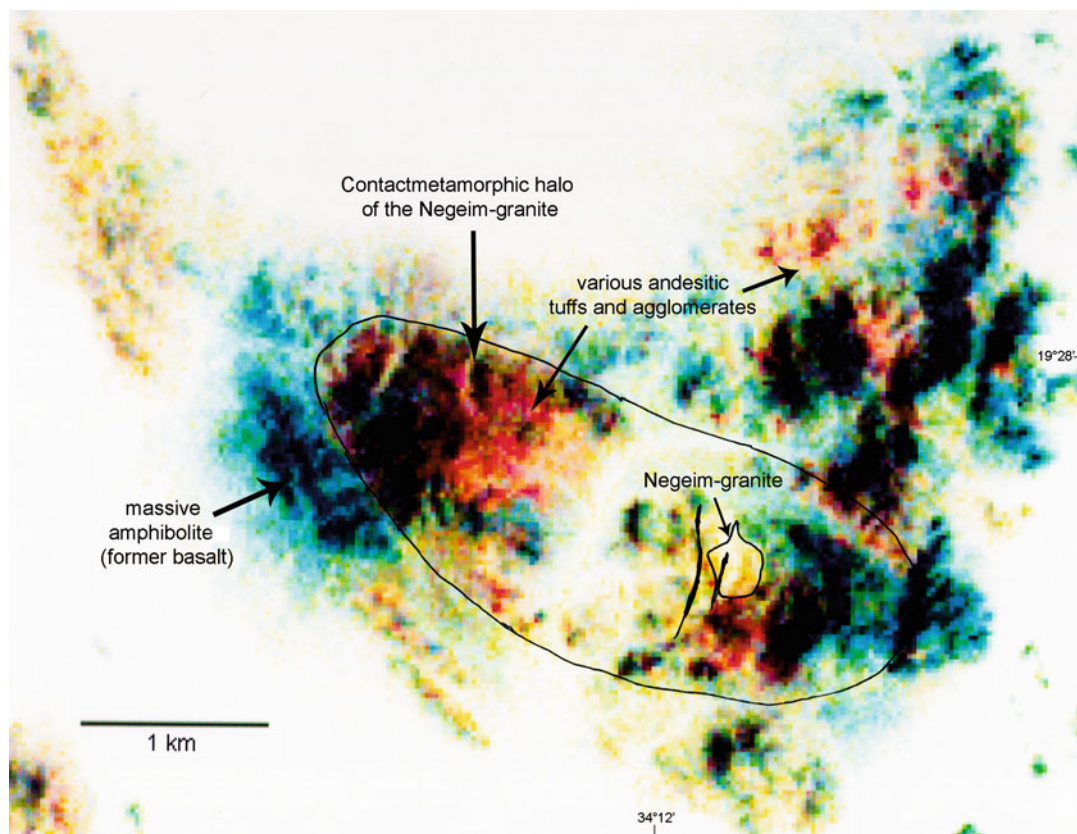 Contactmetamorphic halo
of the Negeim-granite
various andesitic
tuffs and agglomerates
19°28'
Negeim-granite
massive
amphibolite
(former basalt)
1 km
34°12'